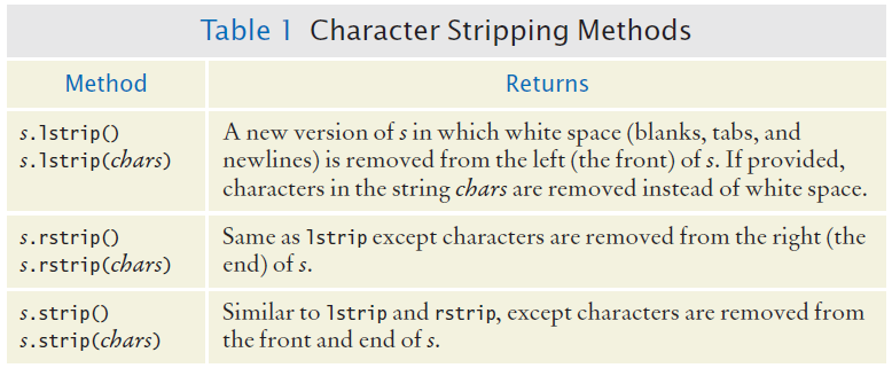 Table 1 Character Stripping Methods
Method Returns
s.lstrip()
s.lstrip(chars)
A new version of s in which white space (blanks, tabs, and
newlines) is removed from the left (the front) of s. If provided,
characters in the string chars are removed instead of white space.
s.rstrip()
s.rstrip(chars)
Same as lstrip except characters are removed from the right (the
end) of s.
s.strip()
s.strip(chars)
Similar to lstrip and rstrip, except characters are removed from
the front and end of s.